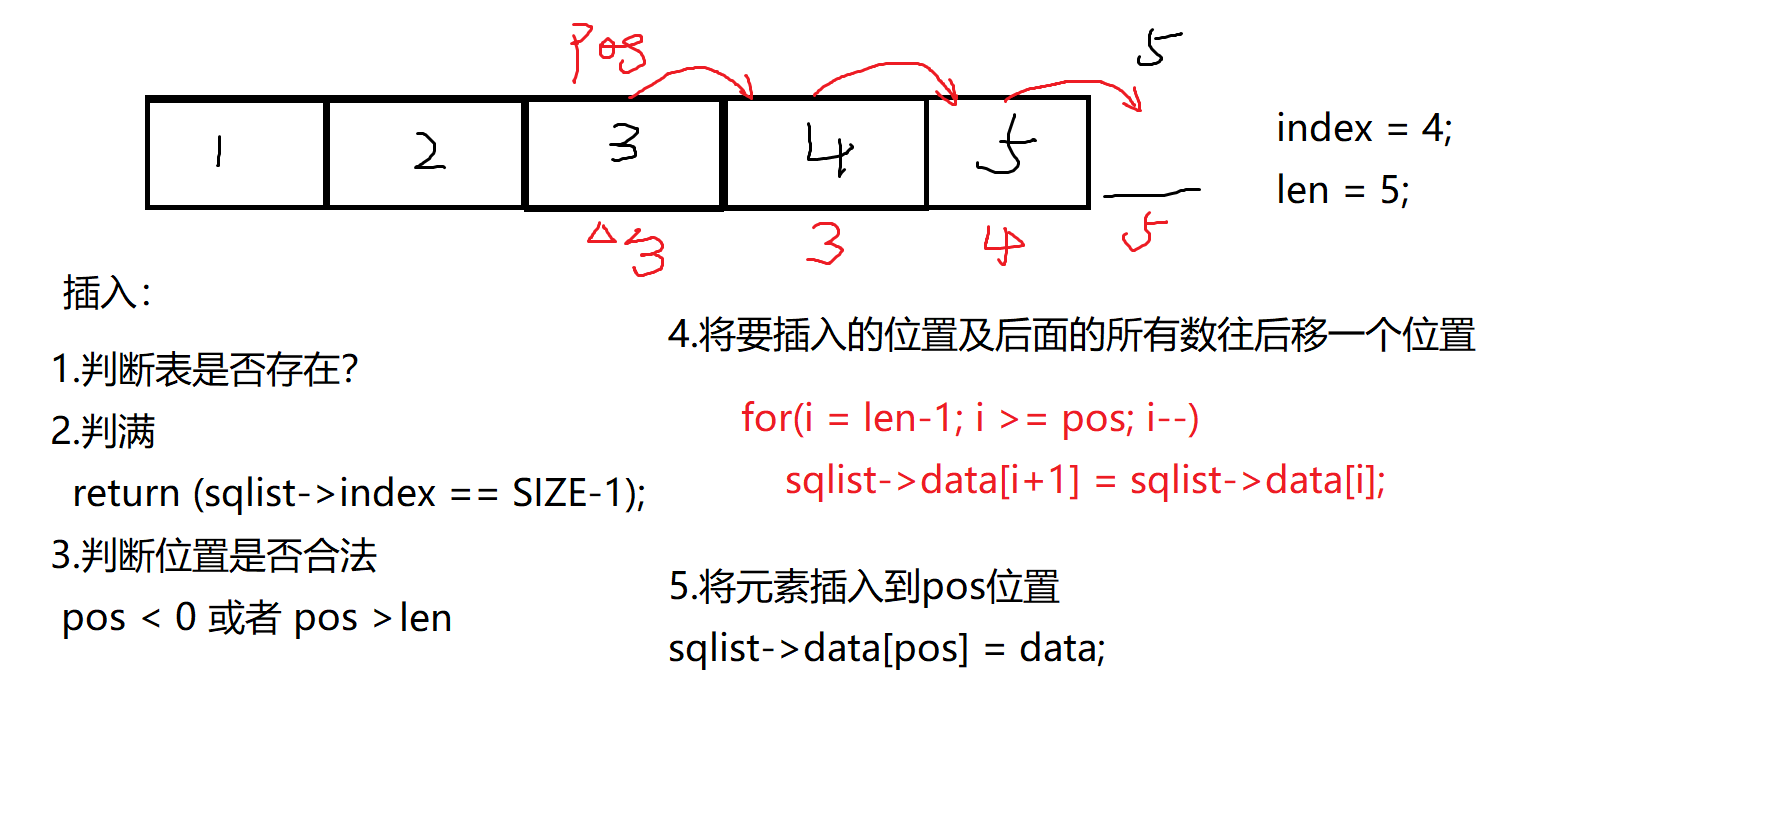 pos
5
1 2 3 4 5
index = 4;
len = 5;
△ 3 3 4 5
插入：
1.判断表是否存在？
2.判满
return (sqlist->index == SIZE-1);
3.判断位置是否合法
pos < 0 或者 pos >len
4.将要插入的位置及后面的所有数往后移一个位置
for(i = len-1; i >= pos; i--)
sqlist->data[i+1] = sqlist->data[i];
5.将元素插入到pos位置
sqlist->data[pos] = data;